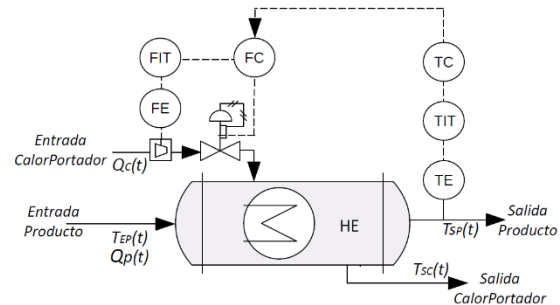 FIT
FC
TC
FE
TIT
TE
Entrada
CalorPortador
Qc(t)
Entrada
Producto
TEP(t)
Qp(t)
HE
TSP(t)
Salida
Producto
TSC(t)
Salida
CalorPortador